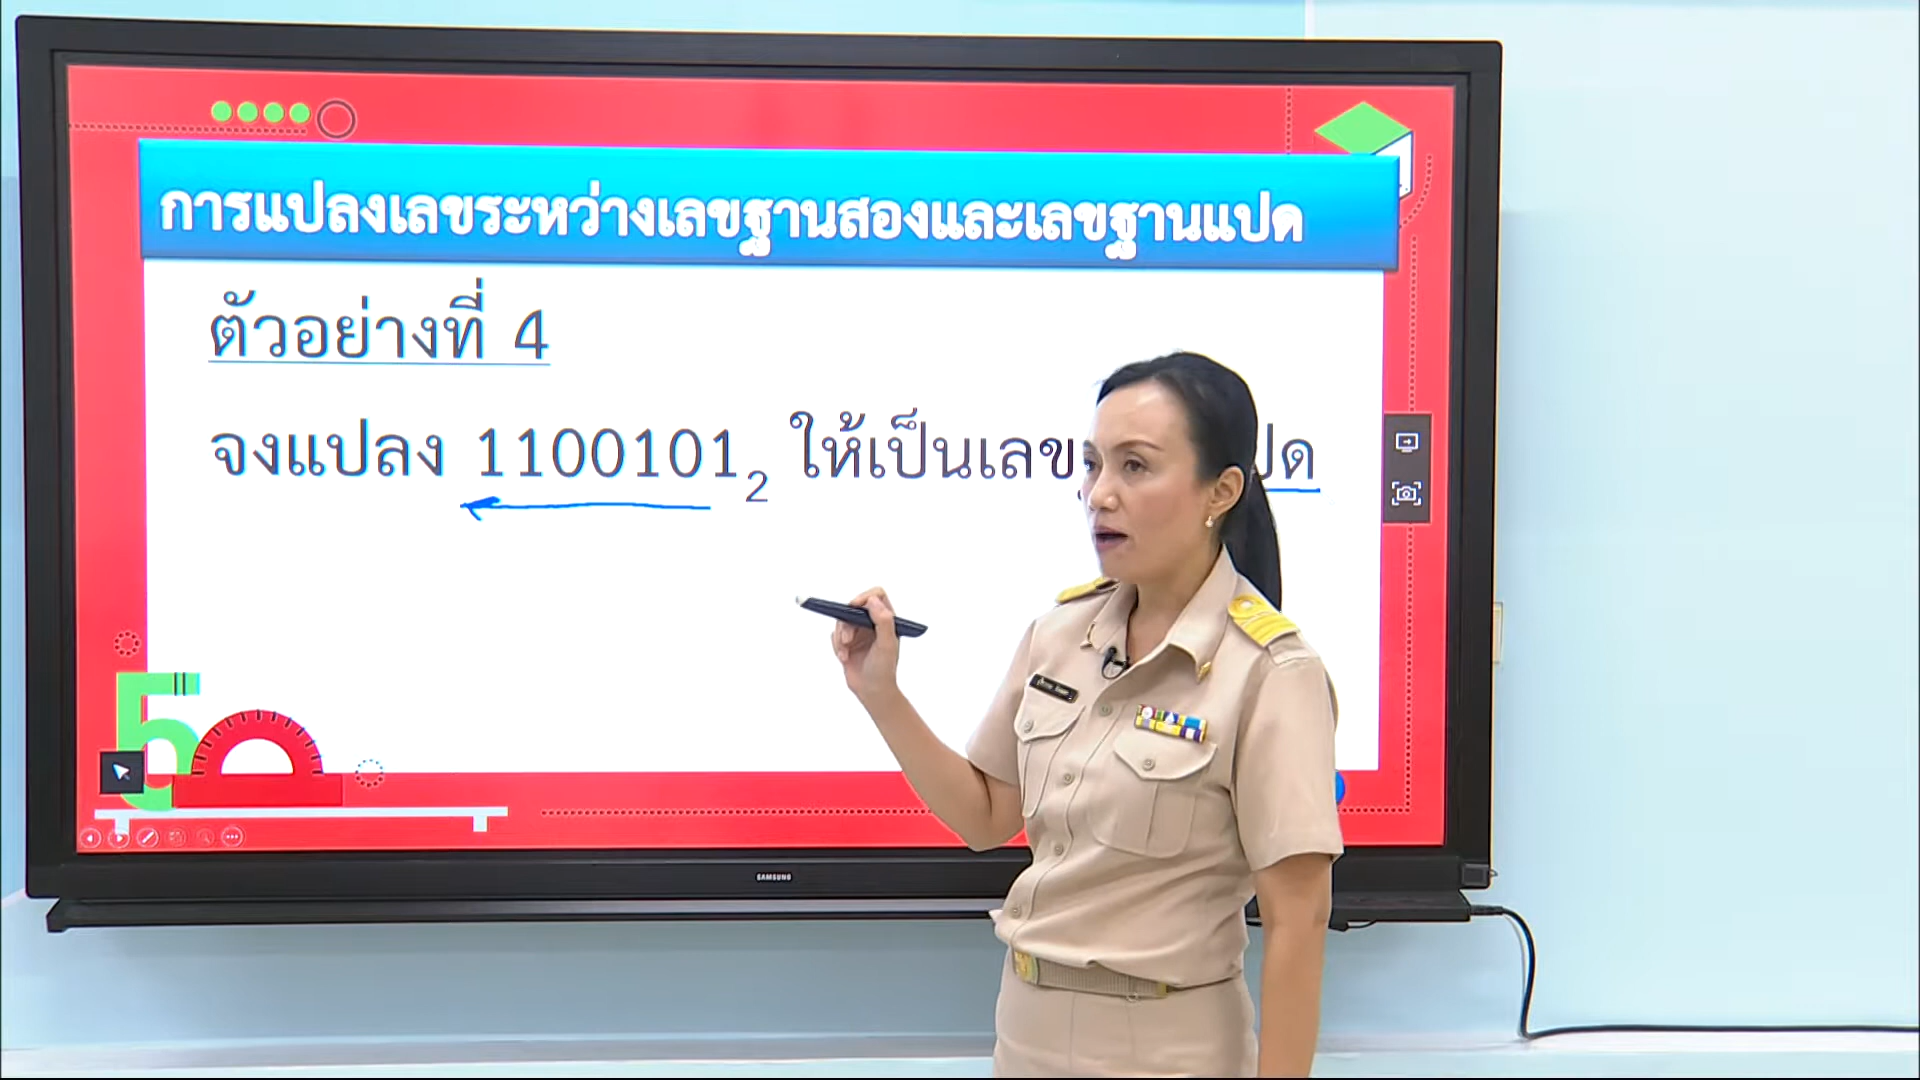 การแปลงเลขระหว่างเลขฐานสองและเลขฐานแปด
ตัวอย่างที่ 4
จงแปลง 1100101₂ ให้เป็นเลข ปด
SAMSUNG